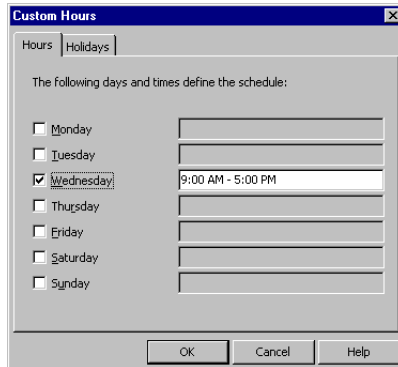 Custom Hours
Hours Holidays
The following days and times define the schedule:
Monday
Tuesday
Wednesday 9:00 AM - 5:00 PM
Thursday
Friday
Saturday
Sunday
OK Cancel Help